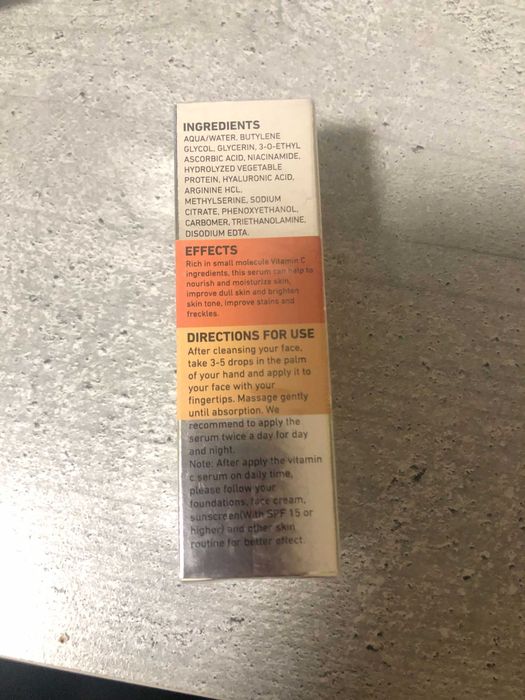 INGREDIENTS
AQUA/WATER, BUTYLENE
GLYCOL, GLYCERIN, 3-O-ETHYL
ASCORBIC ACID, NIACINAMIDE,
HYDROLYZED VEGETABLE
PROTEIN, HYALURONIC ACID,
ARGININE HCL,
METHYLSERINE, SODIUM
CITRATE, PHENOXYETHANOL,
CARBOMER, TRIETHANOLAMINE,
DISODIUM EDTA.
EFFECTS
Rich in small molecule Vitamin C
ingredients, this serum can help to
nourish and moisturize skin,
improve dull skin and brighten
skin tone, improve stains and
freckles.
DIRECTIONS FOR USE
After cleansing your face,
take 3-5 drops in the palm
of your hand and apply it to
your face with your
fingertips. Massage gently
until absorption. We
recommend to apply the
serum twice a day for day
and night.
Note: After apply the vitamin
c serum on daily time,
please follow your
foundations, face cream,
sunscreen(With SPF 15 or
higher) and other skin
routine for better effect.